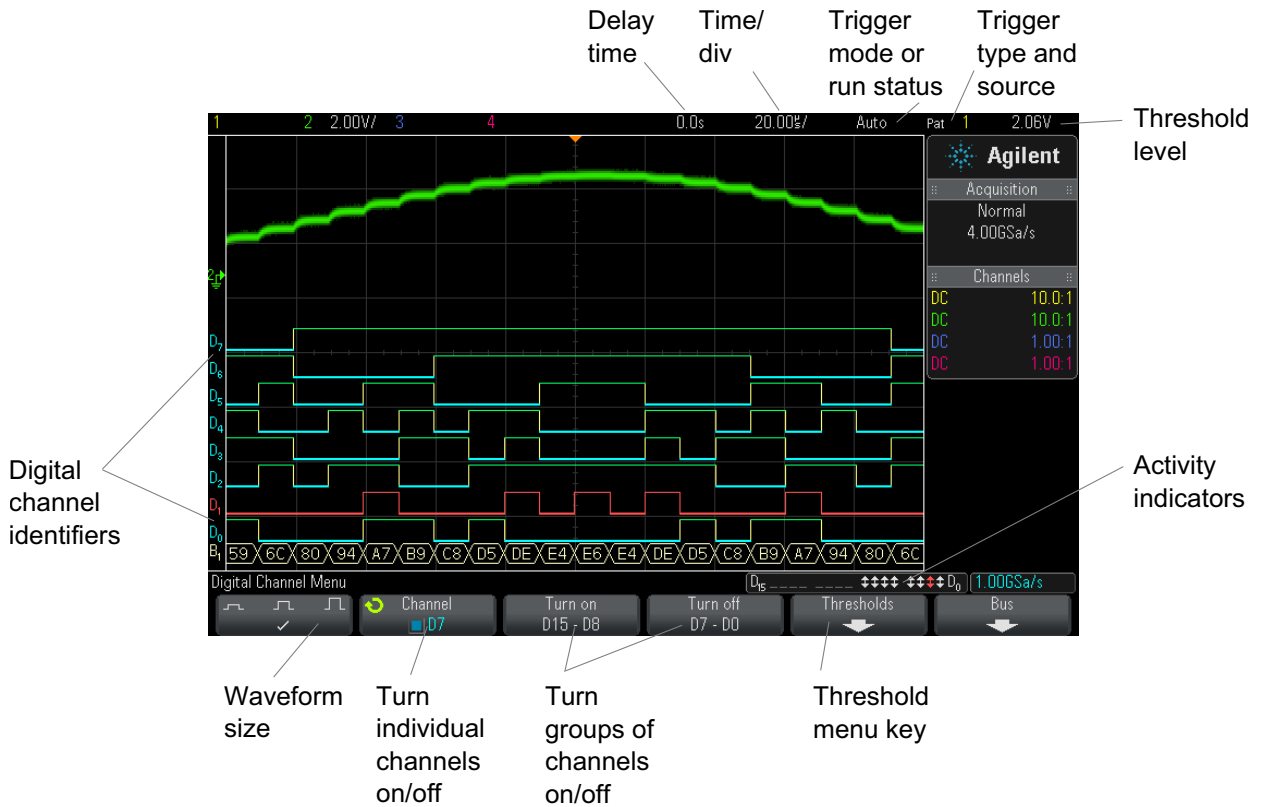 Delay time
Time/ div
Trigger mode or run status
Trigger type and source
Threshold level
1 2 2.00V/ 3 4 0.0s 20.00µs/ Auto Pat 1 2.06V
Agilent
Acquisition
Normal
4.00GSa/s
Channels
DC 10.0:1
DC 10.0:1
DC 1.00:1
DC 1.00:1
2
D7
D6
D5
D4
D3
D2
D1
D0
B1 59 6C 80 94 A7 B9 C8 D5 DE E4 E6 E4 DE D5 C8 B9 A7 94 80 6C
Digital channel identifiers
Activity indicators
Digital Channel Menu
D15 D0 1.00GSa/s
Channel
D7
Turn on
D15 - D8
Turn off
D7 - D0
Thresholds
Bus
Waveform size
Turn individual channels on/off
Turn groups of channels on/off
Threshold menu key